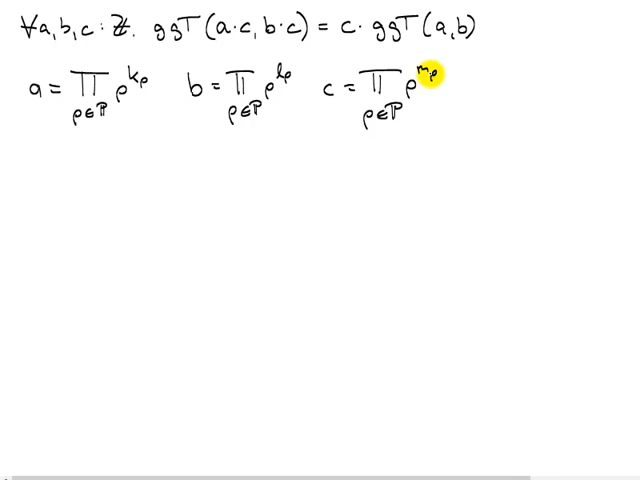 ∀a,b,c : ℤ. ggT(a·c, b·c) = c · ggT(a,b)
a = ∏_{p∈ℙ} p^{k_p} b = ∏_{p∈ℙ} p^{l_p} c = ∏_{p∈ℙ} p^{m_p}